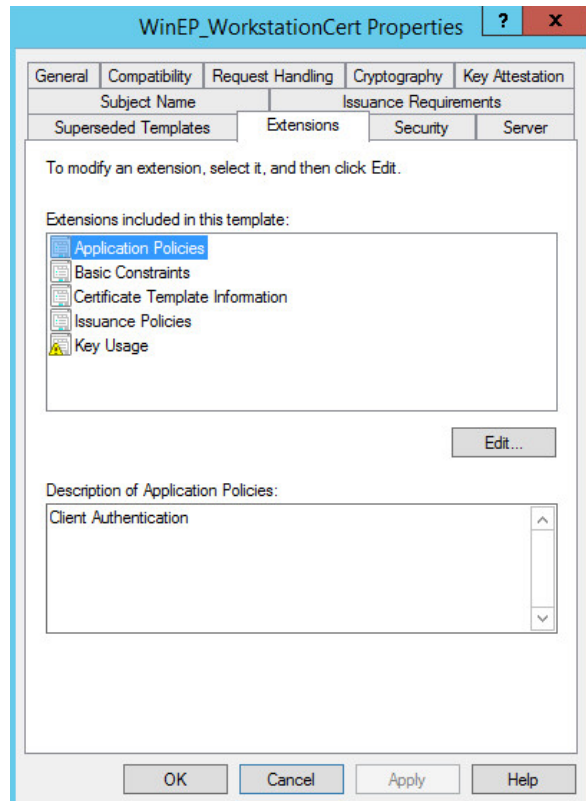 WinEP_WorkstationCert Properties ? x
General Compatibility Request Handling Cryptography Key Attestation
Subject Name Issuance Requirements
Superseded Templates Extensions Security Server
To modify an extension, select it, and then click Edit.
Extensions included in this template:
Application Policies
Basic Constraints
Certificate Template Information
Issuance Policies
Key Usage
Edit...
Description of Application Policies:
Client Authentication
OK Cancel Apply Help